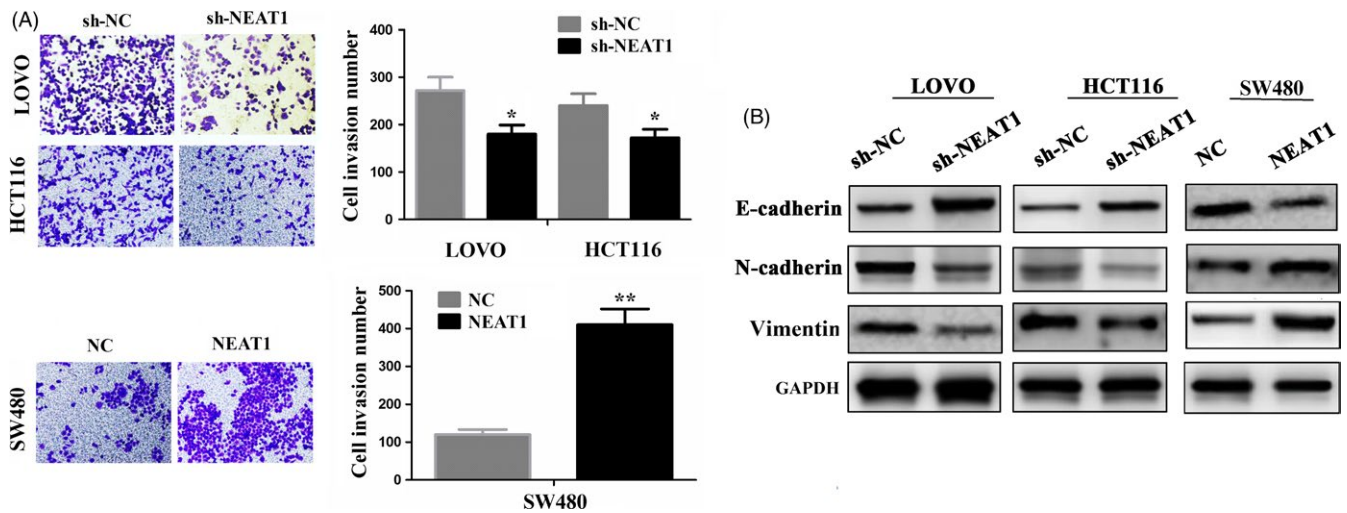 (A)
sh-NC sh-NEAT1
LOVO
HCT116
NC NEAT1
SW480
sh-NC
sh-NEAT1
Cell invasion number
400
300
200
100
0
* *
LOVO HCT116
NC
NEAT1
Cell invasion number
500
400
300
200
100
0
**
SW480
(B)
LOVO HCT116 SW480
sh-NC sh-NEAT1 sh-NC sh-NEAT1 NC NEAT1
E-cadherin
N-cadherin
Vimentin
GAPDH